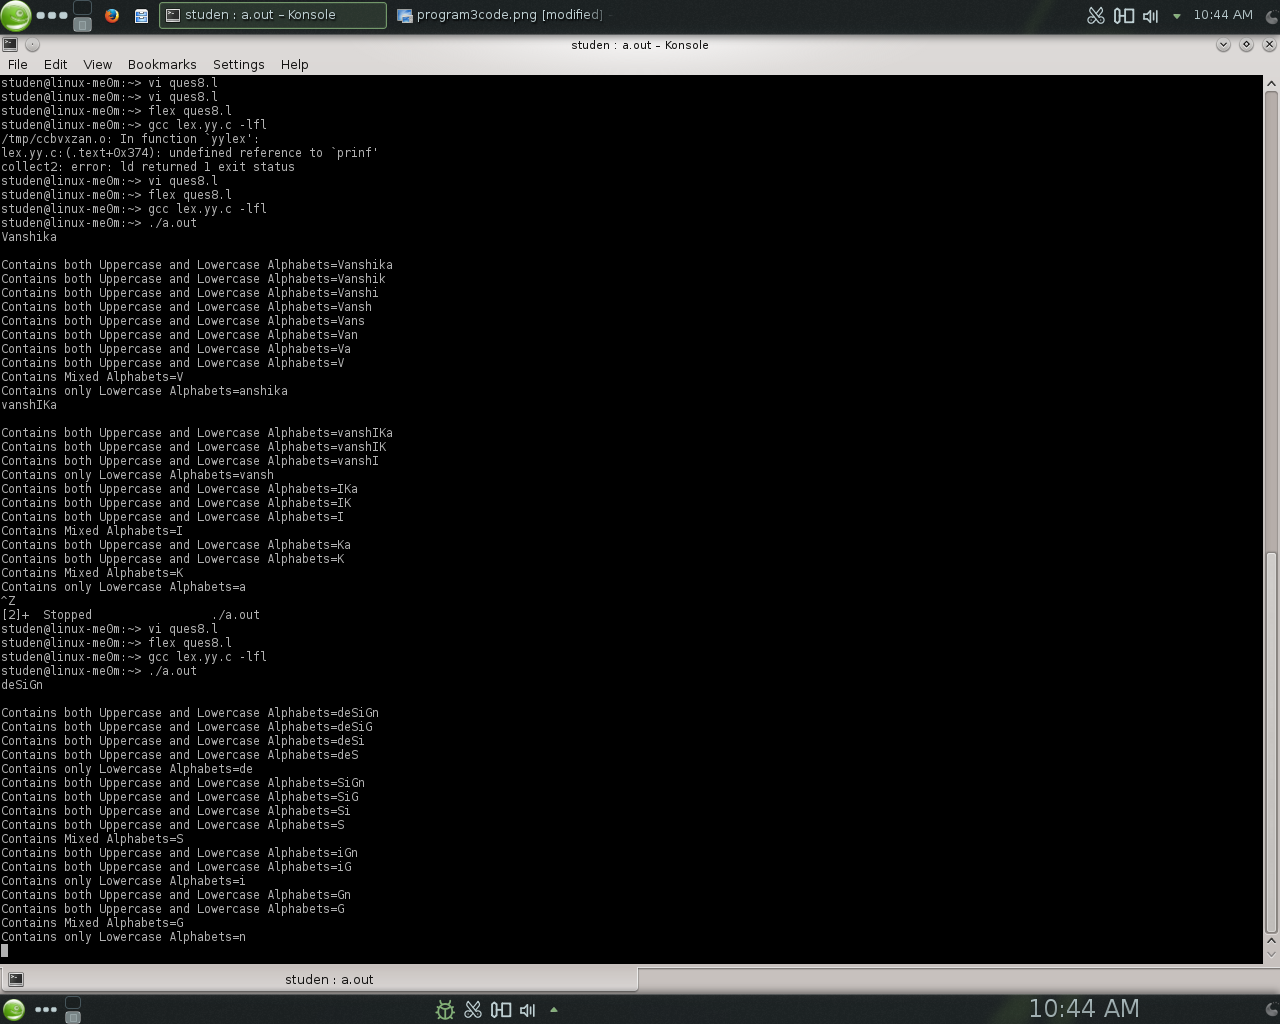 studen : a.out – Konsole
program3code.png [modified]
10:44 AM
studen : a.out – Konsole
File Edit View Bookmarks Settings Help
studen@linux-me0m:~> vi ques8.l
studen@linux-me0m:~> vi ques8.l
studen@linux-me0m:~> flex ques8.l
studen@linux-me0m:~> gcc lex.yy.c -lfl
/tmp/ccbvxzan.o: In function `yylex':
lex.yy.c:(.text+0x374): undefined reference to `prinf'
collect2: error: ld returned 1 exit status
studen@linux-me0m:~> vi ques8.l
studen@linux-me0m:~> flex ques8.l
studen@linux-me0m:~> gcc lex.yy.c -lfl
studen@linux-me0m:~> ./a.out
Vanshika
Contains both Uppercase and Lowercase Alphabets=Vanshika
Contains both Uppercase and Lowercase Alphabets=Vanshik
Contains both Uppercase and Lowercase Alphabets=Vanshi
Contains both Uppercase and Lowercase Alphabets=Vansh
Contains both Uppercase and Lowercase Alphabets=Vans
Contains both Uppercase and Lowercase Alphabets=Van
Contains both Uppercase and Lowercase Alphabets=Va
Contains both Uppercase and Lowercase Alphabets=V
Contains Mixed Alphabets=V
Contains only Lowercase Alphabets=anshika
vanshIKa
Contains both Uppercase and Lowercase Alphabets=vanshIKa
Contains both Uppercase and Lowercase Alphabets=vanshIK
Contains both Uppercase and Lowercase Alphabets=vanshI
Contains only Lowercase Alphabets=vansh
Contains both Uppercase and Lowercase Alphabets=IKa
Contains both Uppercase and Lowercase Alphabets=IK
Contains both Uppercase and Lowercase Alphabets=I
Contains Mixed Alphabets=I
Contains both Uppercase and Lowercase Alphabets=Ka
Contains both Uppercase and Lowercase Alphabets=K
Contains Mixed Alphabets=K
Contains only Lowercase Alphabets=a
^Z
[2]+  Stopped                 ./a.out
studen@linux-me0m:~> vi ques8.l
studen@linux-me0m:~> flex ques8.l
studen@linux-me0m:~> gcc lex.yy.c -lfl
studen@linux-me0m:~> ./a.out
deSiGn
Contains both Uppercase and Lowercase Alphabets=deSiGn
Contains both Uppercase and Lowercase Alphabets=deSiG
Contains both Uppercase and Lowercase Alphabets=deSi
Contains both Uppercase and Lowercase Alphabets=deS
Contains only Lowercase Alphabets=de
Contains both Uppercase and Lowercase Alphabets=SiGn
Contains both Uppercase and Lowercase Alphabets=SiG
Contains both Uppercase and Lowercase Alphabets=Si
Contains both Uppercase and Lowercase Alphabets=S
Contains Mixed Alphabets=S
Contains both Uppercase and Lowercase Alphabets=iGn
Contains both Uppercase and Lowercase Alphabets=iG
Contains only Lowercase Alphabets=i
Contains both Uppercase and Lowercase Alphabets=Gn
Contains both Uppercase and Lowercase Alphabets=G
Contains Mixed Alphabets=G
Contains only Lowercase Alphabets=n
studen : a.out
10:44 AM